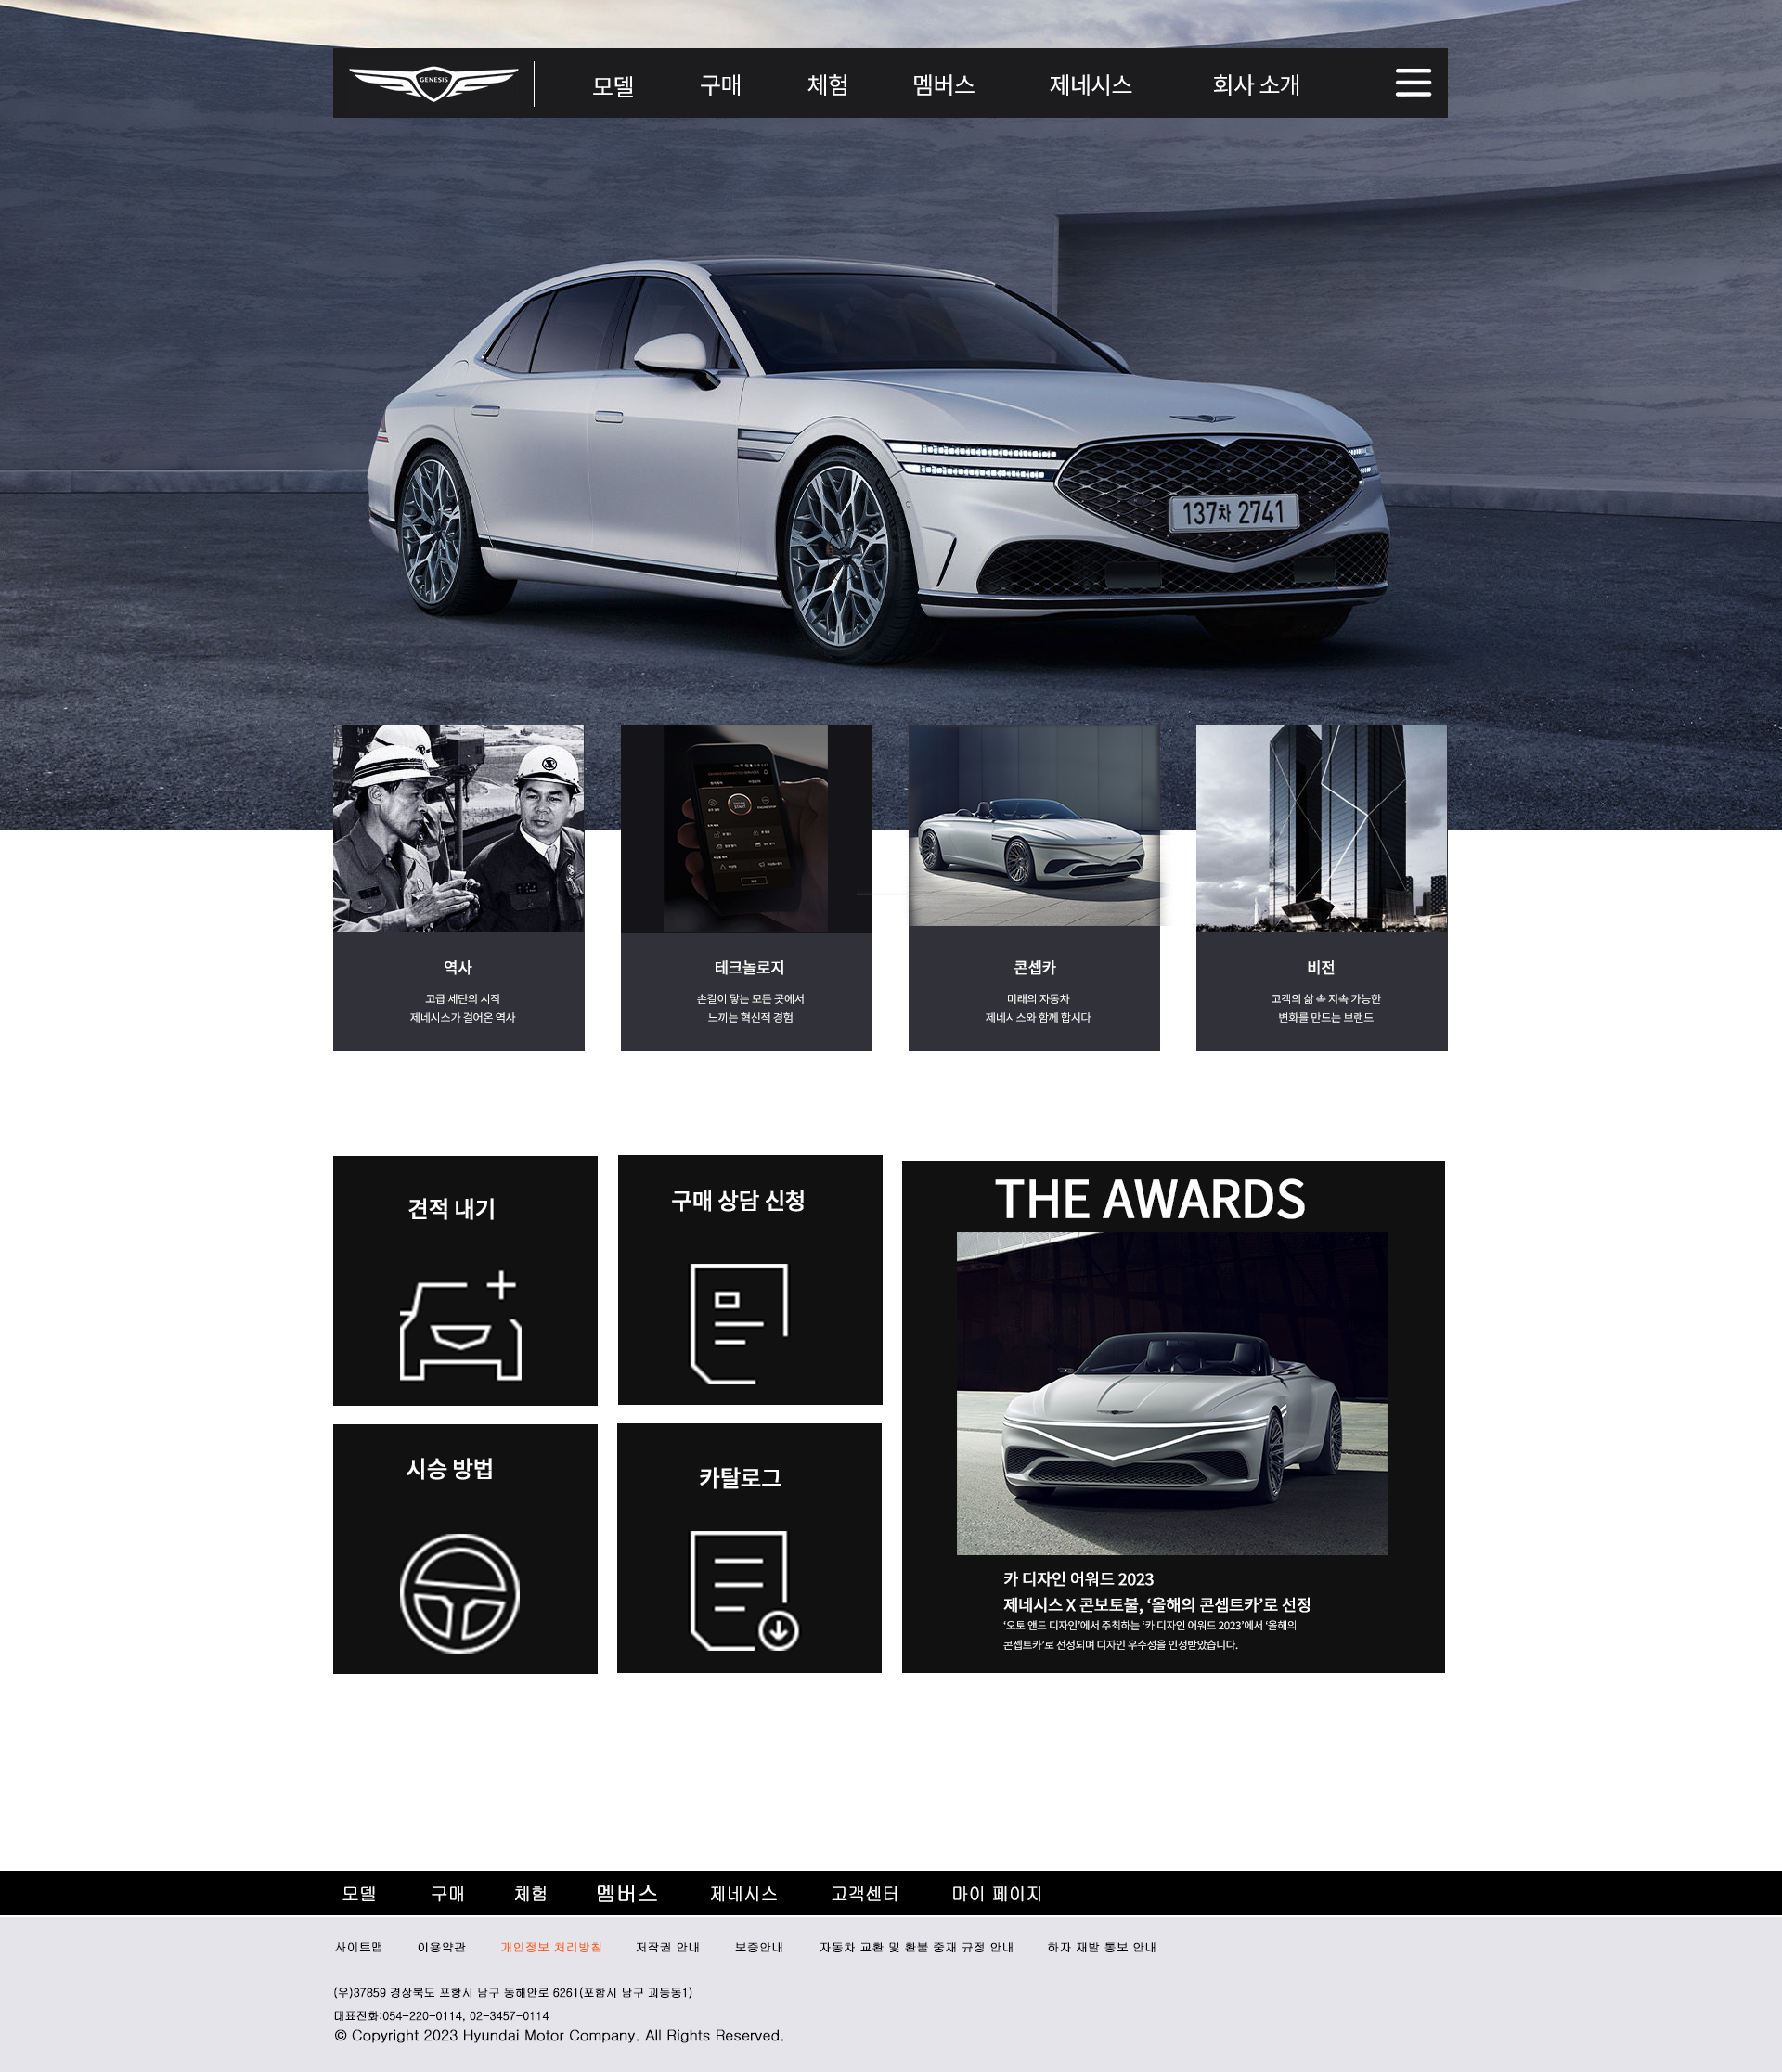 GENESIS
모델 구매 체험 멤버스 제네시스 회사 소개
137차 2741
역사
고급 세단의 시작
제네시스가 걸어온 역사
테크놀로지
손길이 닿는 모든 곳에서
느끼는 혁신적 경험
콘셉카
미래의 자동차
제네시스와 함께 합시다
비전
고객의 삶 속 지속 가능한
변화를 만드는 브랜드
견적 내기
구매 상담 신청
시승 방법
카탈로그
THE AWARDS
카 디자인 어워드 2023
제네시스 X 콘보토불, ‘올해의 콘셉트카’로 선정
‘오토 앤드 디자인’에서 주최하는 ‘카 디자인 어워드 2023’에서 ‘올해의
콘셉트카’로 선정되며 디자인 우수성을 인정받았습니다.
모델 구매 체험 멤버스 제네시스 고객센터 마이 페이지
사이트맵 이용약관 개인정보 처리방침 저작권 안내 보증안내 자동차 교환 및 환불 중재 규정 안내 하자 재발 통보 안내
(우)37859 경상북도 포항시 남구 동해안로 6261(포함시 남구 괴동동1)
대표전화:054-220-0114, 02-3457-0114
© Copyright 2023 Hyundai Motor Company. All Rights Reserved.